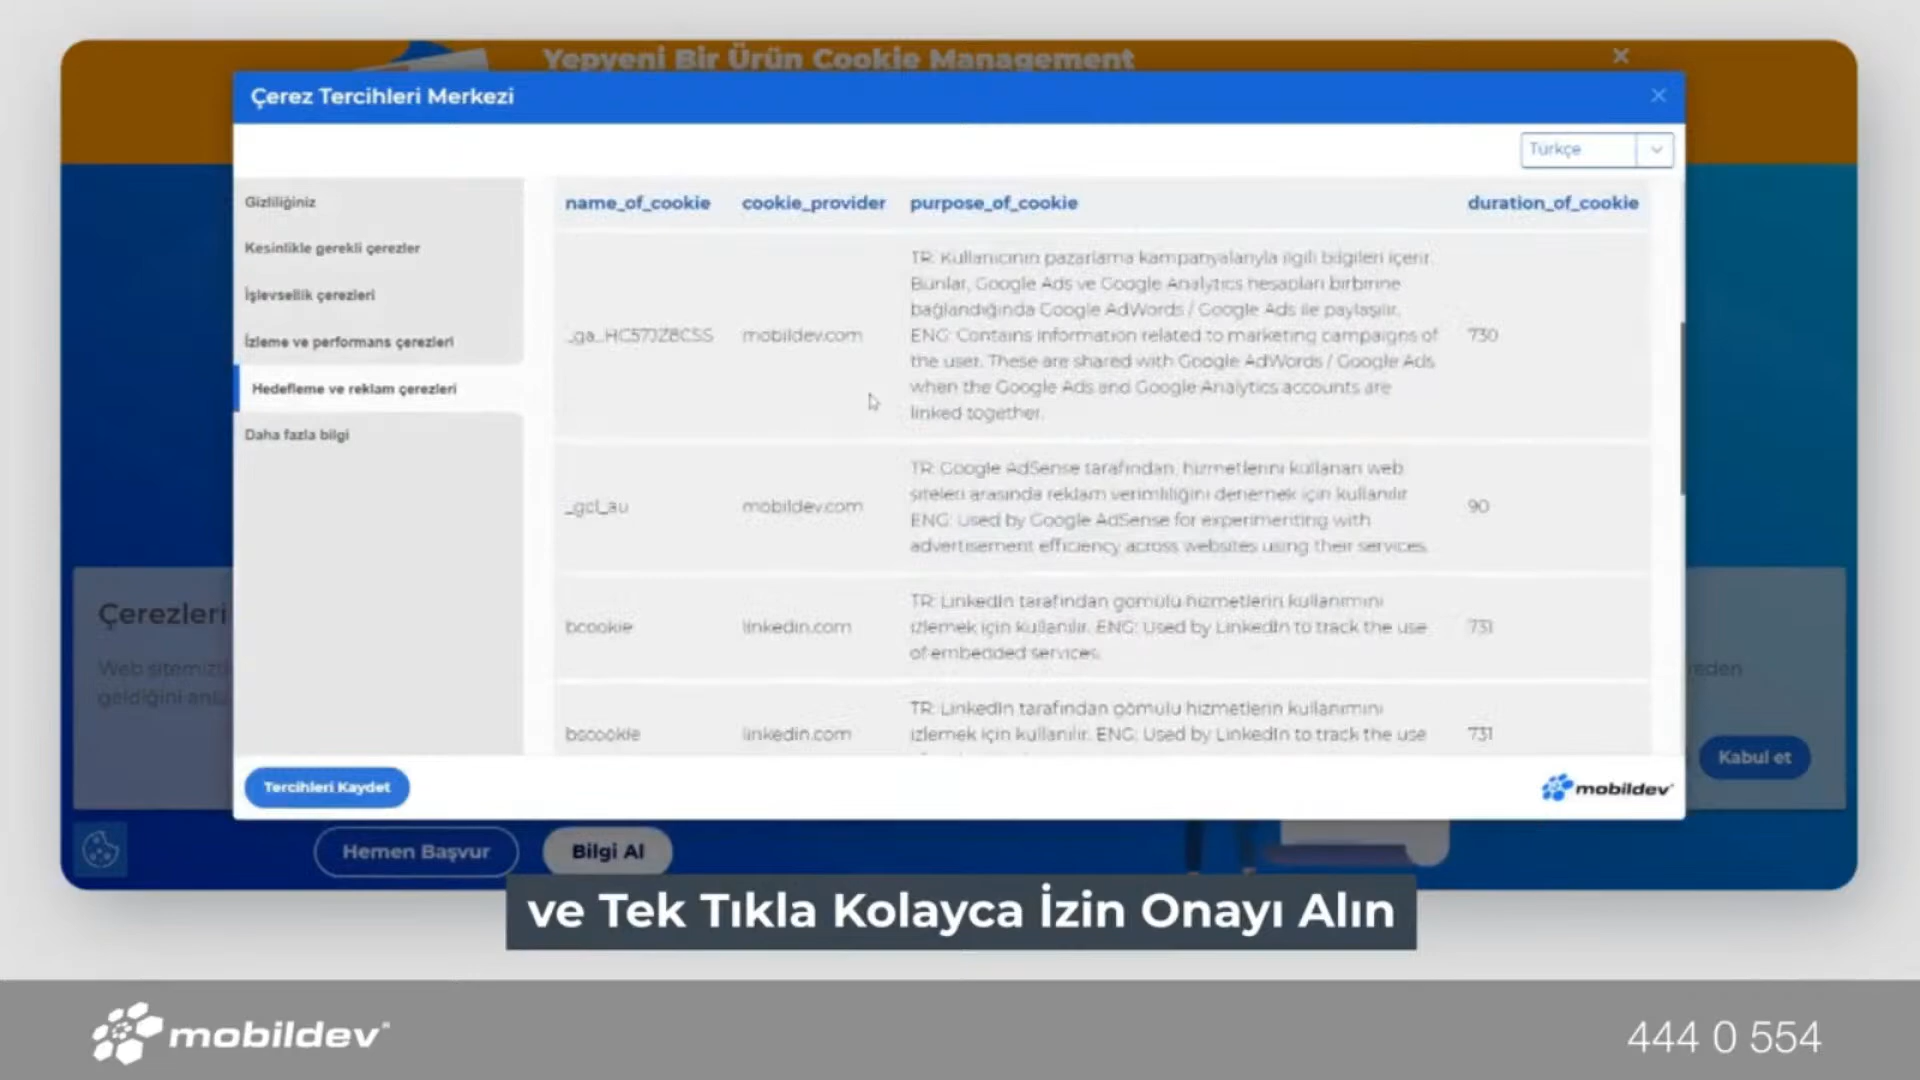 Yepyeni Bir Ürün Cookie Management
Çerez Tercihleri Merkezi
Türkçe
Gizliliğiniz
Kesinlikle gerekli çerezler
İşlevsellik çerezleri
İzleme ve performans çerezleri
Hedefleme ve reklam çerezleri
Daha fazla bilgi
name_of_cookie cookie_provider purpose_of_cookie duration_of_cookie
TR: Kullanıcının pazarlama kampanyalarıyla ilgili bilgileri içerir.
Bunlar, Google Ads ve Google Analytics hesapları birbirine
bağlandığında Google AdWords / Google Ads ile paylaşılır.
_ga_HC57JZ8CSS mobildev.com ENG: Contains information related to marketing campaigns of 730
the user. These are shared with Google AdWords / Google Ads
when the Google Ads and Google Analytics accounts are
linked together.
TR: Google AdSense tarafından, hizmetlerini kullanan web
siteleri arasında reklam verimliliğini denemek için kullanılır
_gcl_au mobildev.com 90
ENG: Used by Google AdSense for experimenting with
advertisement efficiency across websites using their services.
TR: LinkedIn tarafından gömülü hizmetlerin kullanımını
bcookie linkedin.com izlemek için kullanılır. ENG: Used by LinkedIn to track the use 731
of embedded services.
TR: LinkedIn tarafından gömülü hizmetlerin kullanımını
bscookie linkedin.com izlemek için kullanılır. ENG: Used by LinkedIn to track the use 731
Tercihleri Kaydet
mobildev
Çerezleri
Web sitemizi
geldiğini anla
reden
Kabul et
Hemen Başvur
Bilgi Al
ve Tek Tıkla Kolayca İzin Onayı Alın
mobildev
444 0 554